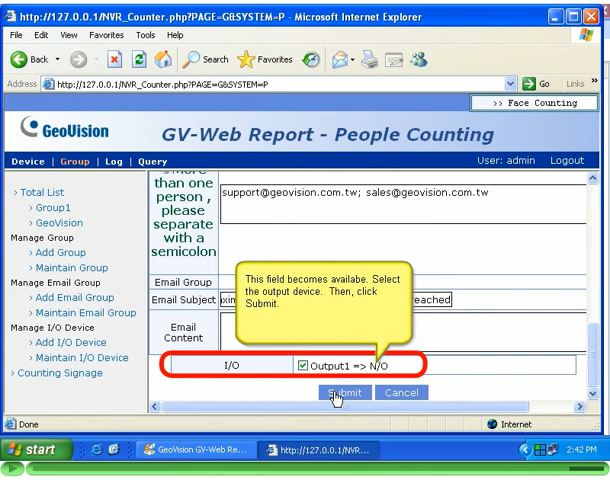 http://127.0.0.1/NVR_Counter.php?PAGE=G&SYSTEM=P - Microsoft Internet Explorer
File Edit View Favorites Tools Help
Back Search Favorites
Address http://127.0.0.1/NVR_Counter.php?PAGE=G&SYSTEM=P Go Links »
>> Face Counting
GeoVision GV-Web Report - People Counting
Device | Group | Log | Query User: admin Logout
> Total List
> Group1
> GeoVision
Manage Group
> Add Group
> Maintain Group
Manage Email Group
> Add Email Group
> Maintain Email Group
Manage I/O Device
> Add I/O Device
> Maintain I/O Device
> Counting Signage
more
than one
person ,
please
separate
with a
semicolon
support@geovision.com.tw; sales@geovision.com.tw
Email Group
Email Subject reached
Email
Content
This field becomes availabe. Select
the output device. Then, click
Submit.
I/O Output1 => N/O
Submit Cancel
Done Internet
start GeoVision GV-Web Re... http://127.0.0.1/NVR... 2:42 PM